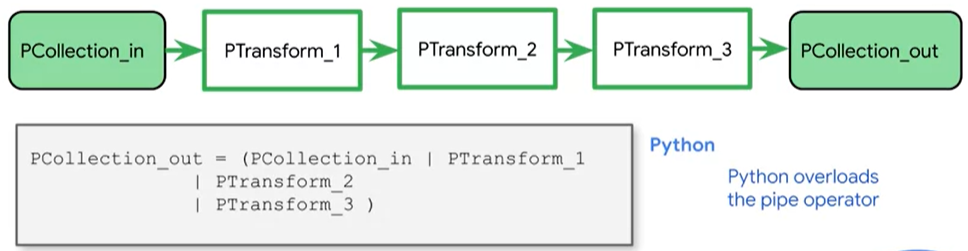 PCollection_in
PTransform_1
PTransform_2
PTransform_3
PCollection_out
PCollection_out = (PCollection_in | PTransform_1
| PTransform_2
| PTransform_3 )
Python
Python overloads
the pipe operator